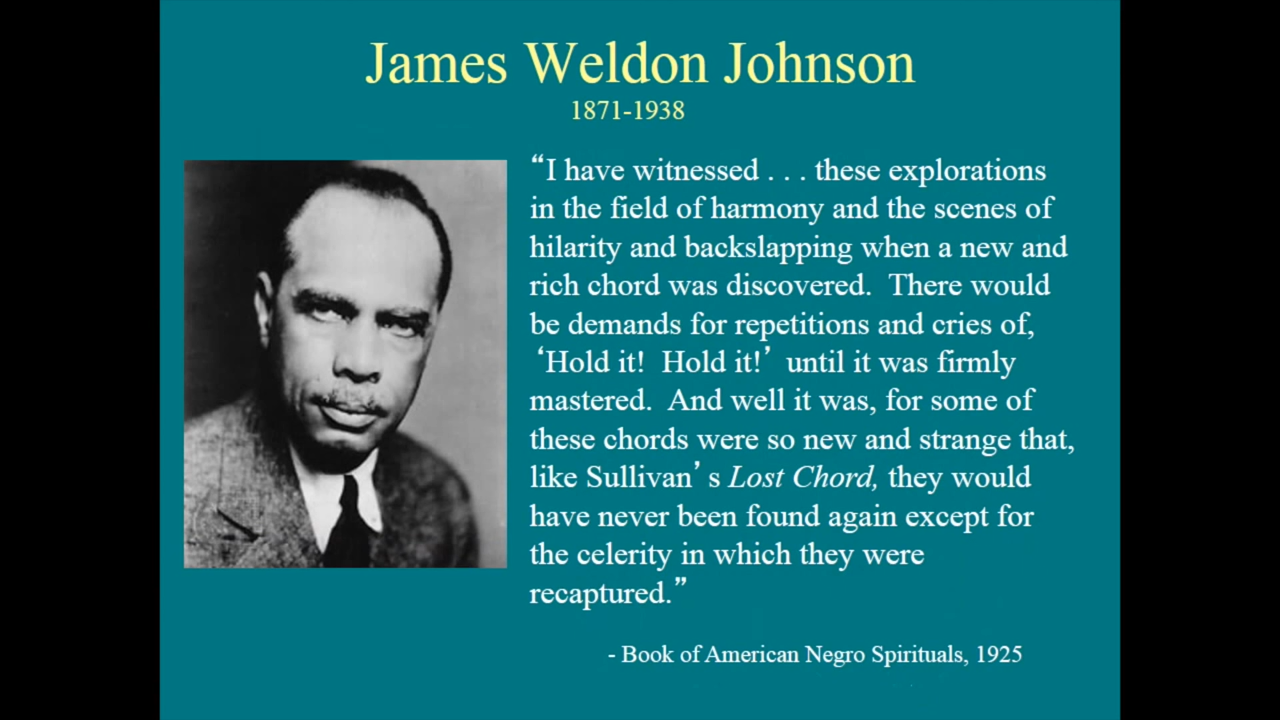 James Weldon Johnson
1871-1938
“I have witnessed . . . these explorations
in the field of harmony and the scenes of
hilarity and backslapping when a new and
rich chord was discovered.  There would
be demands for repetitions and cries of,
‘Hold it!  Hold it!’ until it was firmly
mastered.  And well it was, for some of
these chords were so new and strange that,
like Sullivan’s Lost Chord, they would
have never been found again except for
the celerity in which they were
recaptured.”
- Book of American Negro Spirituals, 1925